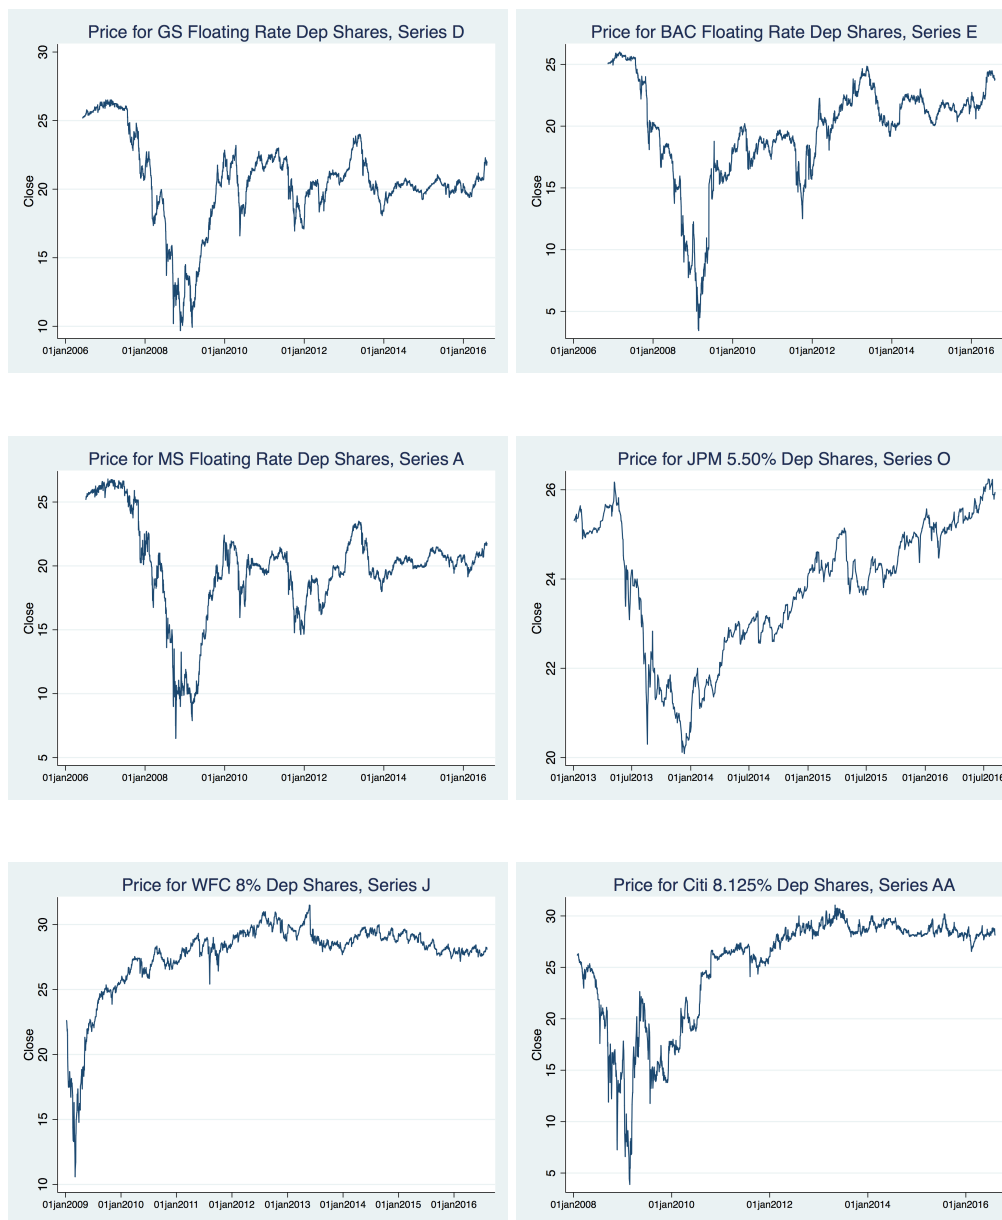 Price for GS Floating Rate Dep Shares, Series D
30
25
20
15
10
Close
01jan2006 01jan2008 01jan2010 01jan2012 01jan2014 01jan2016
Price for BAC Floating Rate Dep Shares, Series E
25
20
15
10
5
Close
01jan2006 01jan2008 01jan2010 01jan2012 01jan2014 01jan2016
Price for MS Floating Rate Dep Shares, Series A
25
20
15
10
5
Close
01jan2006 01jan2008 01jan2010 01jan2012 01jan2014 01jan2016
Price for JPM 5.50% Dep Shares, Series O
26
24
22
20
Close
01jan2013 01jul2013 01jan2014 01jul2014 01jan2015 01jul2015 01jan2016 01jul2016
Price for WFC 8% Dep Shares, Series J
30
25
20
15
10
Close
01jan2009 01jan2010 01jan2011 01jan2012 01jan2013 01jan2014 01jan2015 01jan2016
Price for Citi 8.125% Dep Shares, Series AA
30
25
20
15
10
5
Close
01jan2008 01jan2010 01jan2012 01jan2014 01jan2016